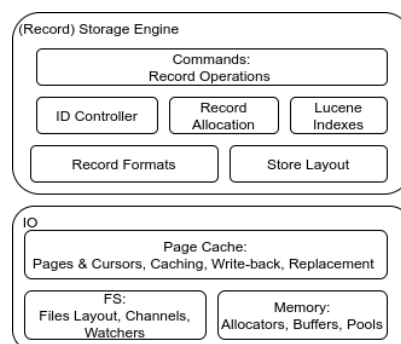 (Record) Storage Engine
Commands:
Record Operations
ID Controller
Record
Allocation
Lucene
Indexes
Record Formats
Store Layout
IO
Page Cache:
Pages & Cursors, Caching, Write-back, Replacement
FS:
Files Layout, Channels,
Watchers
Memory:
Allocators, Buffers, Pools